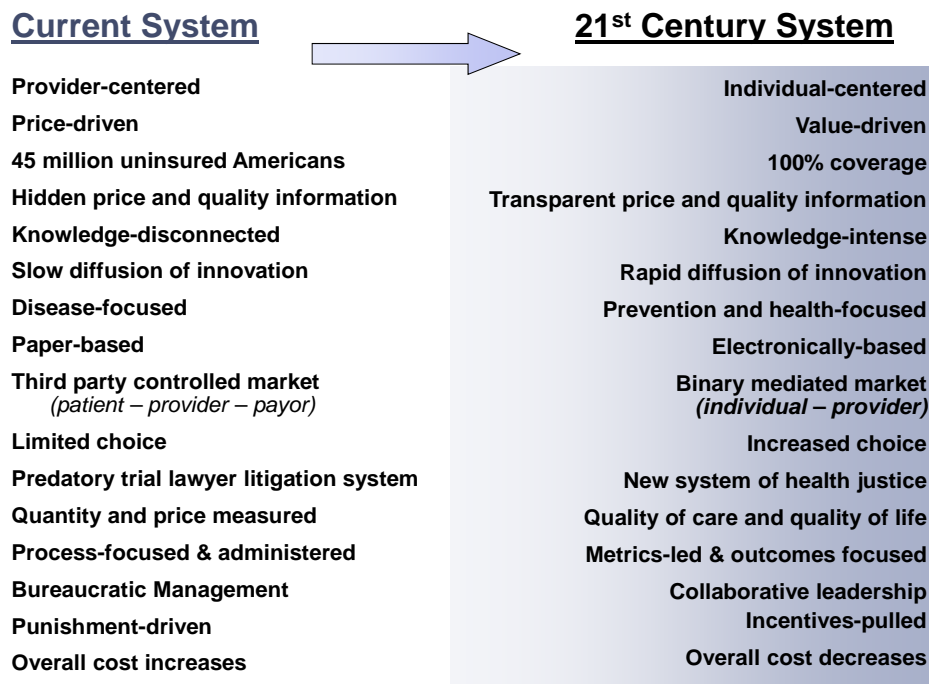 Current System
21st Century System
Provider-centered
Individual-centered
Price-driven
Value-driven
45 million uninsured Americans
100% coverage
Hidden price and quality information
Transparent price and quality information
Knowledge-disconnected
Knowledge-intense
Slow diffusion of innovation
Rapid diffusion of innovation
Disease-focused
Prevention and health-focused
Paper-based
Electronically-based
Third party controlled market
(patient – provider – payor)
Binary mediated market
(individual – provider)
Limited choice
Increased choice
Predatory trial lawyer litigation system
New system of health justice
Quantity and price measured
Quality of care and quality of life
Process-focused & administered
Metrics-led & outcomes focused
Bureaucratic Management
Collaborative leadership
Punishment-driven
Incentives-pulled
Overall cost increases
Overall cost decreases